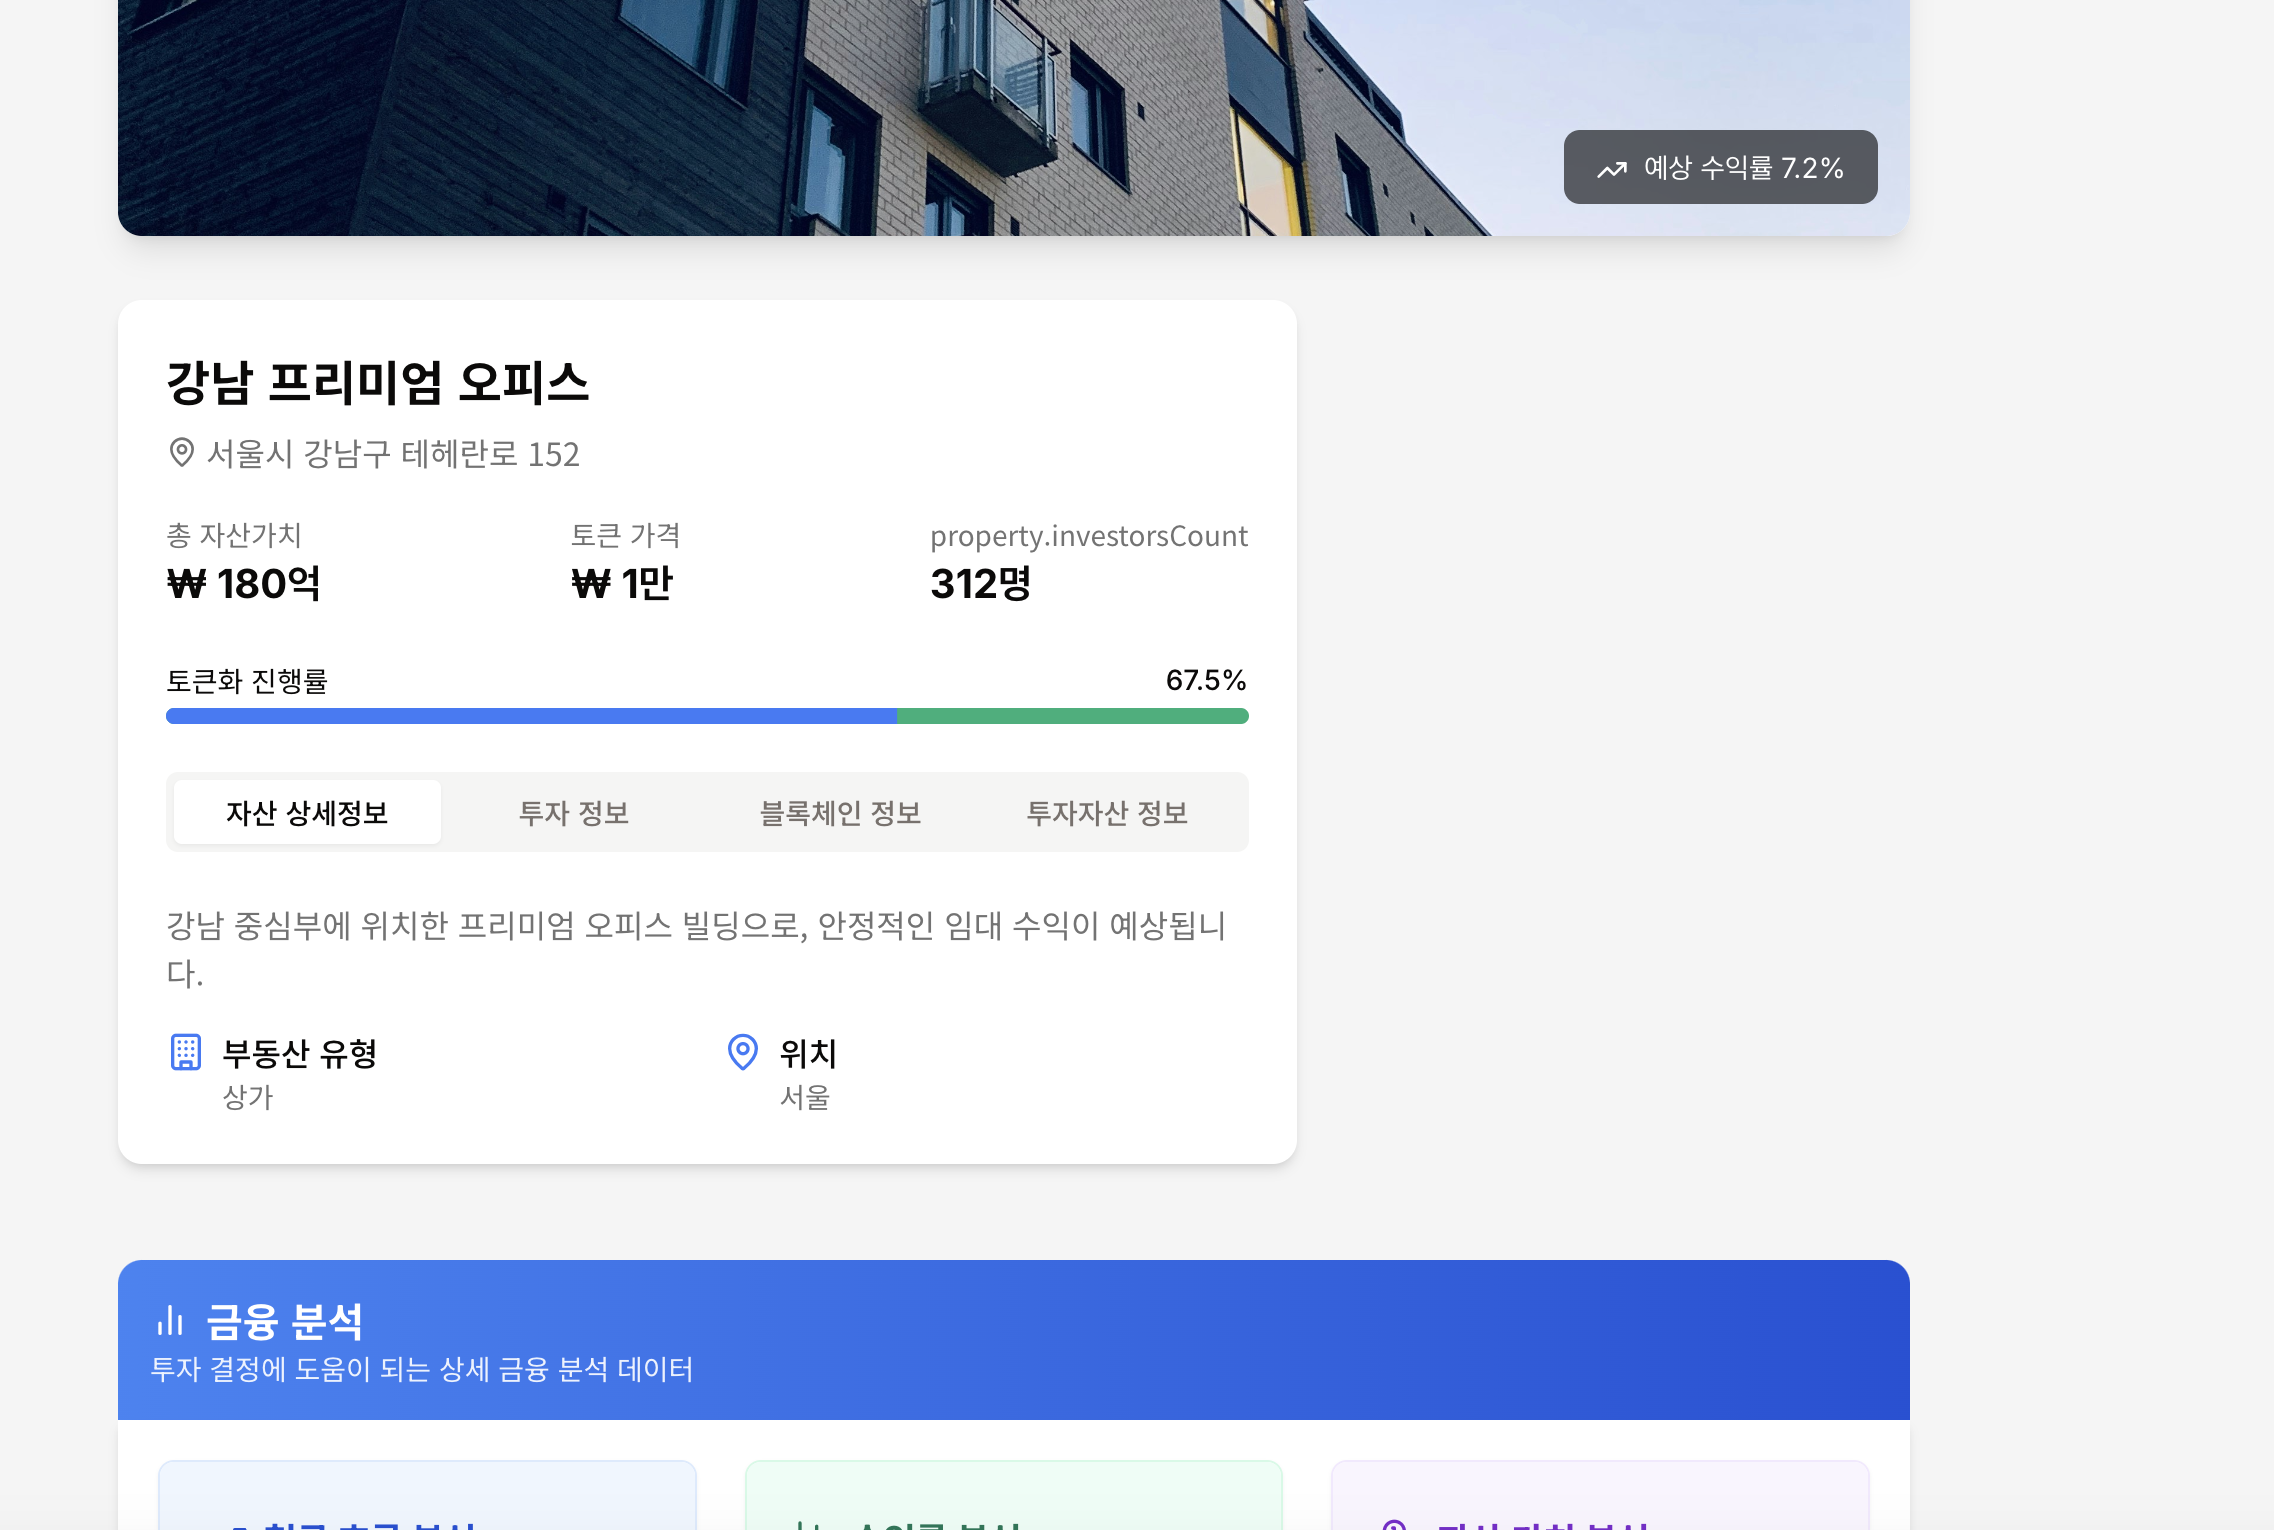 예상 수익률 7.2%
강남 프리미엄 오피스
서울시 강남구 테헤란로 152
총 자산가치
₩ 180억
토큰 가격
₩ 1만
property.investorsCount
312명
토큰화 진행률
67.5%
자산 상세정보
투자 정보
블록체인 정보
투자자산 정보
강남 중심부에 위치한 프리미엄 오피스 빌딩으로, 안정적인 임대 수익이 예상됩니
다.
부동산 유형
상가
위치
서울
금융 분석
투자 결정에 도움이 되는 상세 금융 분석 데이터